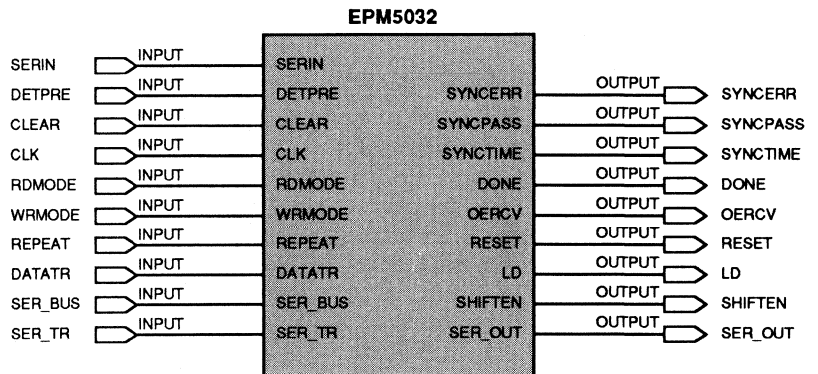 EPM5032
SERIN INPUT SERIN
DETPRE INPUT DETPRE SYNCERR OUTPUT SYNCERR
CLEAR INPUT CLEAR SYNCPASS OUTPUT SYNCPASS
CLK INPUT CLK SYNCTIME OUTPUT SYNCTIME
RDMODE INPUT RDMODE DONE OUTPUT DONE
WRMODE INPUT WRMODE OERCV OUTPUT OERCV
REPEAT INPUT REPEAT RESET OUTPUT RESET
DATATR INPUT DATATR LD OUTPUT LD
SER_BUS INPUT SER_BUS SHIFTEN OUTPUT SHIFTEN
SER_TR INPUT SER_TR SER_OUT OUTPUT SER_OUT